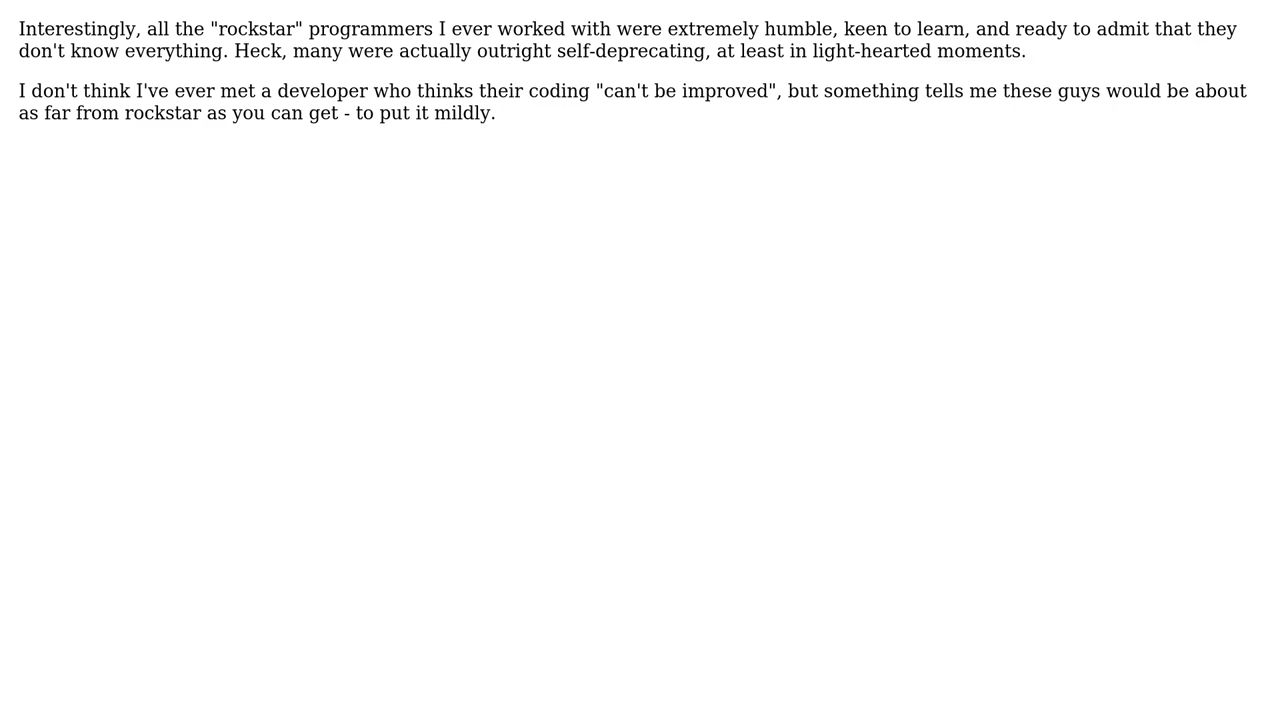 Interestingly, all the "rockstar" programmers I ever worked with were extremely humble, keen to learn, and ready to admit that they
don't know everything. Heck, many were actually outright self-deprecating, at least in light-hearted moments.
I don't think I've ever met a developer who thinks their coding "can't be improved", but something tells me these guys would be about
as far from rockstar as you can get - to put it mildly.